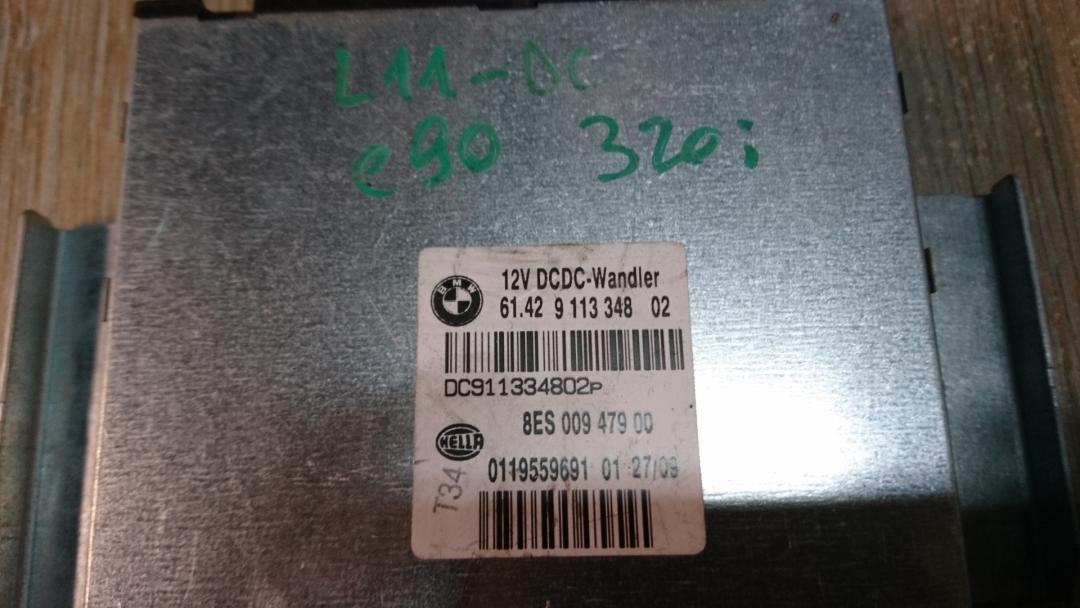 L11-DC
e90 320i
BMW
12V DCDC-Wandler
61.42 9 113 348 02
DC911334802P
8ES 009 479 00
HELLA
0119559691 01 27/09
T34